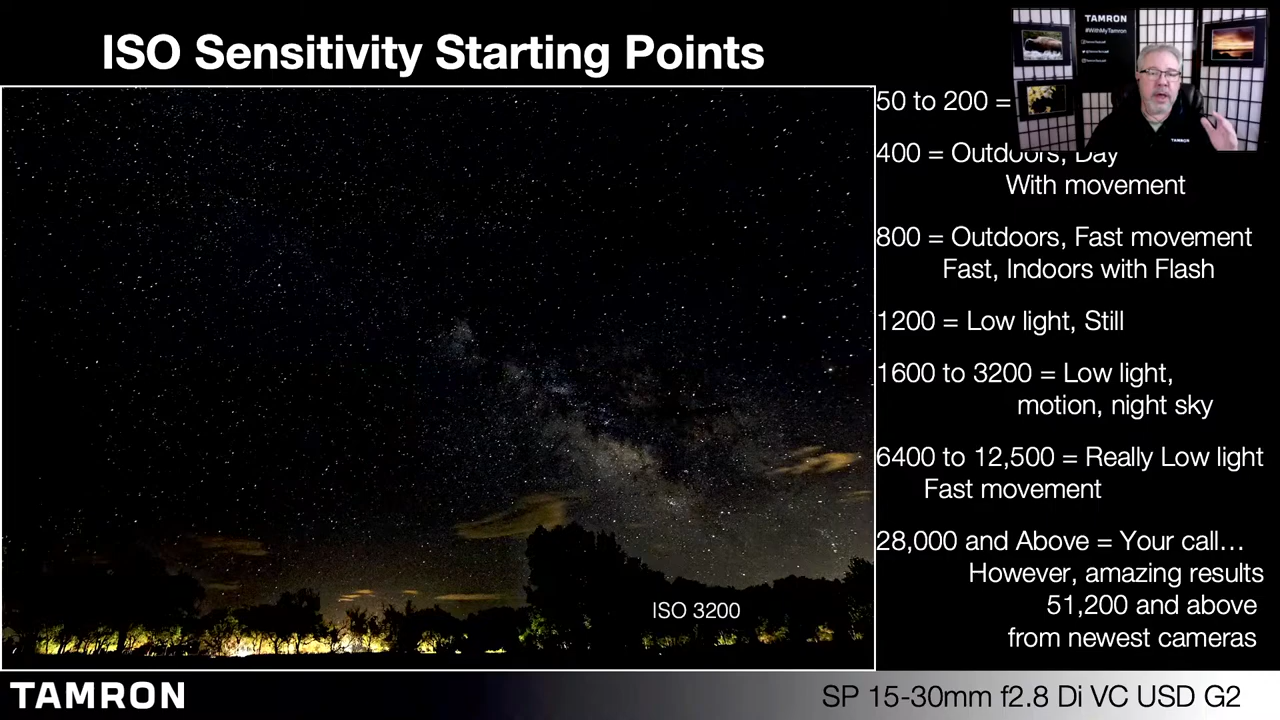 ISO Sensitivity Starting Points
TAMRON
#WithMyTamron
50 to 200 =
400 = Outdoors, Day
With movement
800 = Outdoors, Fast movement
Fast, Indoors with Flash
1200 = Low light, Still
1600 to 3200 = Low light,
motion, night sky
6400 to 12,500 = Really Low light
Fast movement
28,000 and Above = Your call...
However, amazing results
51,200 and above
from newest cameras
TAMRON
ISO 3200
TAMRON
SP 15-30mm f2.8 Di VC USD G2